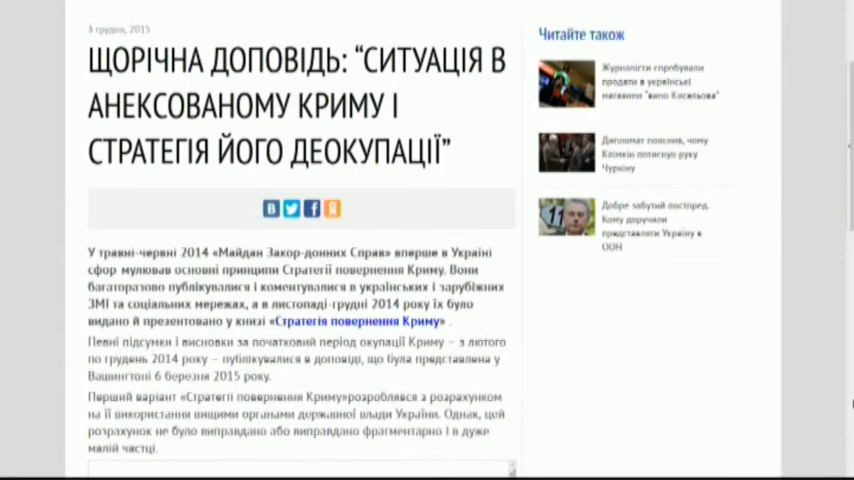 3 грудня, 2015
ЩОРІЧНА ДОПОВІДЬ: “СИТУАЦІЯ В
АНЕКСОВАНОМУ КРИМУ І
СТРАТЕГІЯ ЙОГО ДЕОКУПАЦІЇ”
У травні-червні 2014 «Майдан Закор-донних Справ» вперше в Україні
сфор мулював основні принципи Стратегії повернення Криму. Вони
багаторазово публікувалися і коментувалися в українських і зарубіжних
ЗМІ та соціальних мережах, а в листопаді-грудні 2014 року їх було
видано й презентовано у книзі «Стратегія повернення Криму» .
Певні підсумки і висновки за початковий період окупації Криму – з лютого
по грудень 2014 року – публікувалися в доповіді, що була представлена у
Вашингтоні 6 березня 2015 року.
Перший варіант «Стратегії повернення Криму»розроблявся з розрахунком
на її використання вищими органами державної влади України. Однак, цей
розрахунок не було виправдано або виправдано фрагментарно і в дуже
малій частці.
Читайте також
Журналісти спробували
продати в українські
магазини "вино Кисельова"
Дипломат пояснив, чому
Клімкін потиснув руку
Чуркіну
11
Добре забутий постпред.
Кому доручили
представляти Україну в
ООН